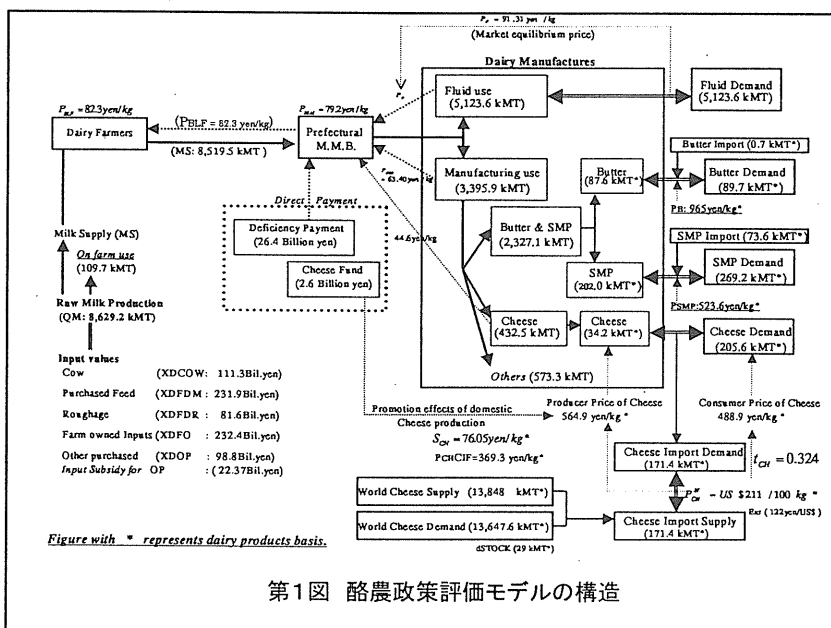 P = 91.31 yen /kg
(Market equilibrium price)
Dairy Manufactures
Fluid use
(5,123.6 kMT)
Fluid Demand
(5,123.6 kMT)
P = 82.3 yen/kg
(PBLF = 82.3 yen/kg)
P = 79.2 yen/kg
Dairy Farmers
Prefectural
M.M.B.
(MS: 8,519.5 kMT )
= 63.40 yen / kg
Manufacturing use
(3,395.9 kMT)
Butter
(87.6 kMT*)
Butter Import (0.7 kMT*)
Butter Demand
(89.7 kMT*)
PB: 965yen/kg*
Direct Payment
Deficiency Payment
(26.4 Billion yen)
Cheese Fund
(2.6 Billion yen)
44.6 yen/kg
Butter & SMP
(2,327.1 kMT)
SMP
(202.0 kMT*)
SMP Import (73.6 kMT*)
SMP Demand
(269.2 kMT*)
PSMP:523.6yen/kg*
Milk Supply (MS)
On farm use
(109.7 kMT)
Raw Milk Production
(QM: 8,629.2 kMT)
Cheese
(432.5 kMT)
Cheese
(34.2 kMT*)
Cheese Demand
(205.6 kMT*)
Others (573.3 kMT)
Input values
Cow (XDCOW: 111.3Bil.yen)
Purchased Feed (XDFDM: 231.9Bil.yen)
Roughage (XDFDR : 81.6Bil.yen)
Farm owned Inputs (XDFO : 232.4Bil.yen)
Other purchased (XDOP : 98.8Bil.yen)
Input Subsidy for OP : (22.37Bil.yen)
Promotion effects of domestic
Cheese production
S_CH = 76.05yen/kg*
PCHCIF=369.3 yen/kg*
Producer Price of Cheese
564.9 yen/kg *
Consumer Price of Cheese
488.9 yen/kg *
t_CH = 0.324
Cheese Import Demand
(171.4 kMT*)
P^W_CH - US $211 /100 kg *
(122yen/US$)
World Cheese Supply (13,848 kMT*)
World Cheese Demand (13,647.6 kMT*)
dSTOCK (29 kMT*)
Cheese Import Supply
(171.4 kMT*)
Figure with * represents dairy products basis.
第1図 酪農政策評価モデルの構造